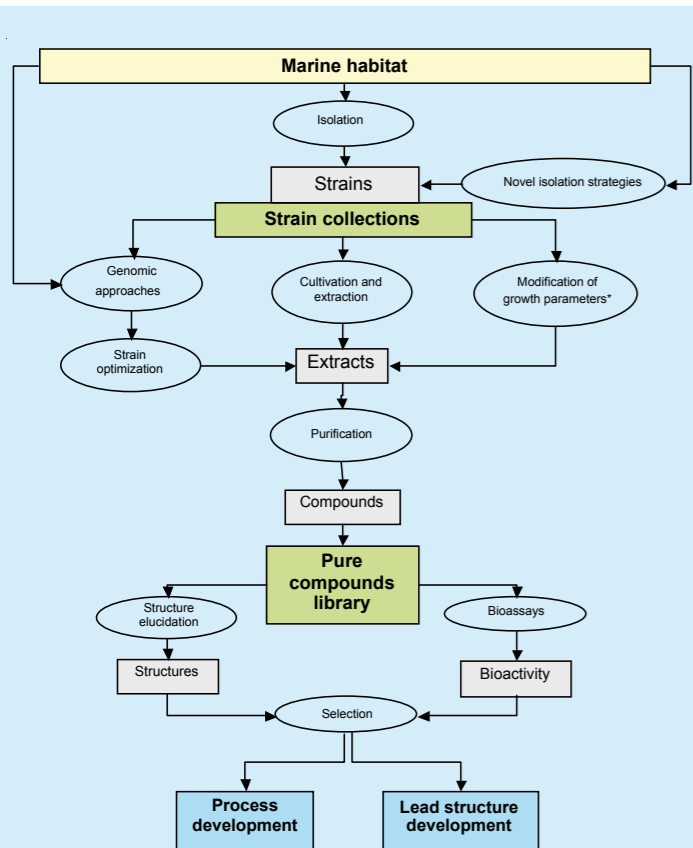 Marine habitat
Isolation
Strains
Novel isolation strategies
Strain collections
Genomic
approaches
Cultivation and
extraction
Modification of
growth parameters*
Strain
optimization
Extracts
Purification
Compounds
Pure
compounds
library
Structure
elucidation
Bioassays
Structures
Bioactivity
Selection
Process
development
Lead structure
development